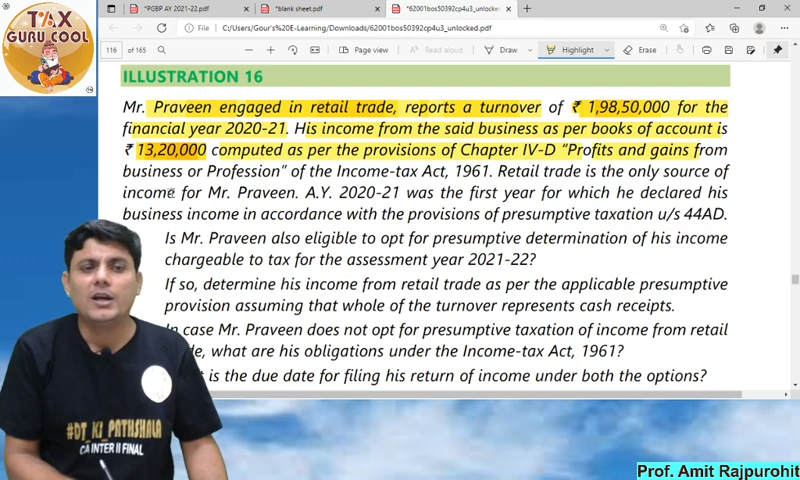 TAX
GURU COOL
*PGBP AY 2021-22.pdf
*blank sheet.pdf
*62001bos50392cp4u3_unlocked.p
File | C:/Users/Gour's%20E-Learning/Downloads/62001bos50392cp4u3_unlocked.pdf
116 of 165
Page view
Read aloud
Draw
Highlight
Erase
ILLUSTRATION 16
Mr. Praveen engaged in retail trade, reports a turnover of ₹ 1,98,50,000 for the
financial year 2020-21. His income from the said business as per books of account is
₹ 13,20,000 computed as per the provisions of Chapter IV-D "Profits and gains from
business or Profession" of the Income-tax Act, 1961. Retail trade is the only source of
income for Mr. Praveen. A.Y. 2020-21 was the first year for which he declared his
business income in accordance with the provisions of presumptive taxation u/s 44AD.
Is Mr. Praveen also eligible to opt for presumptive determination of his income
chargeable to tax for the assessment year 2021-22?
If so, determine his income from retail trade as per the applicable presumptive
provision assuming that whole of the turnover represents cash receipts.
In case Mr. Praveen does not opt for presumptive taxation of income from retail
de, what are his obligations under the Income-tax Act, 1961?
t is the due date for filing his return of income under both the options?
#DT_KI_PATHSHALA
CA INTER II FINAL
Prof. Amit Rajpurohit